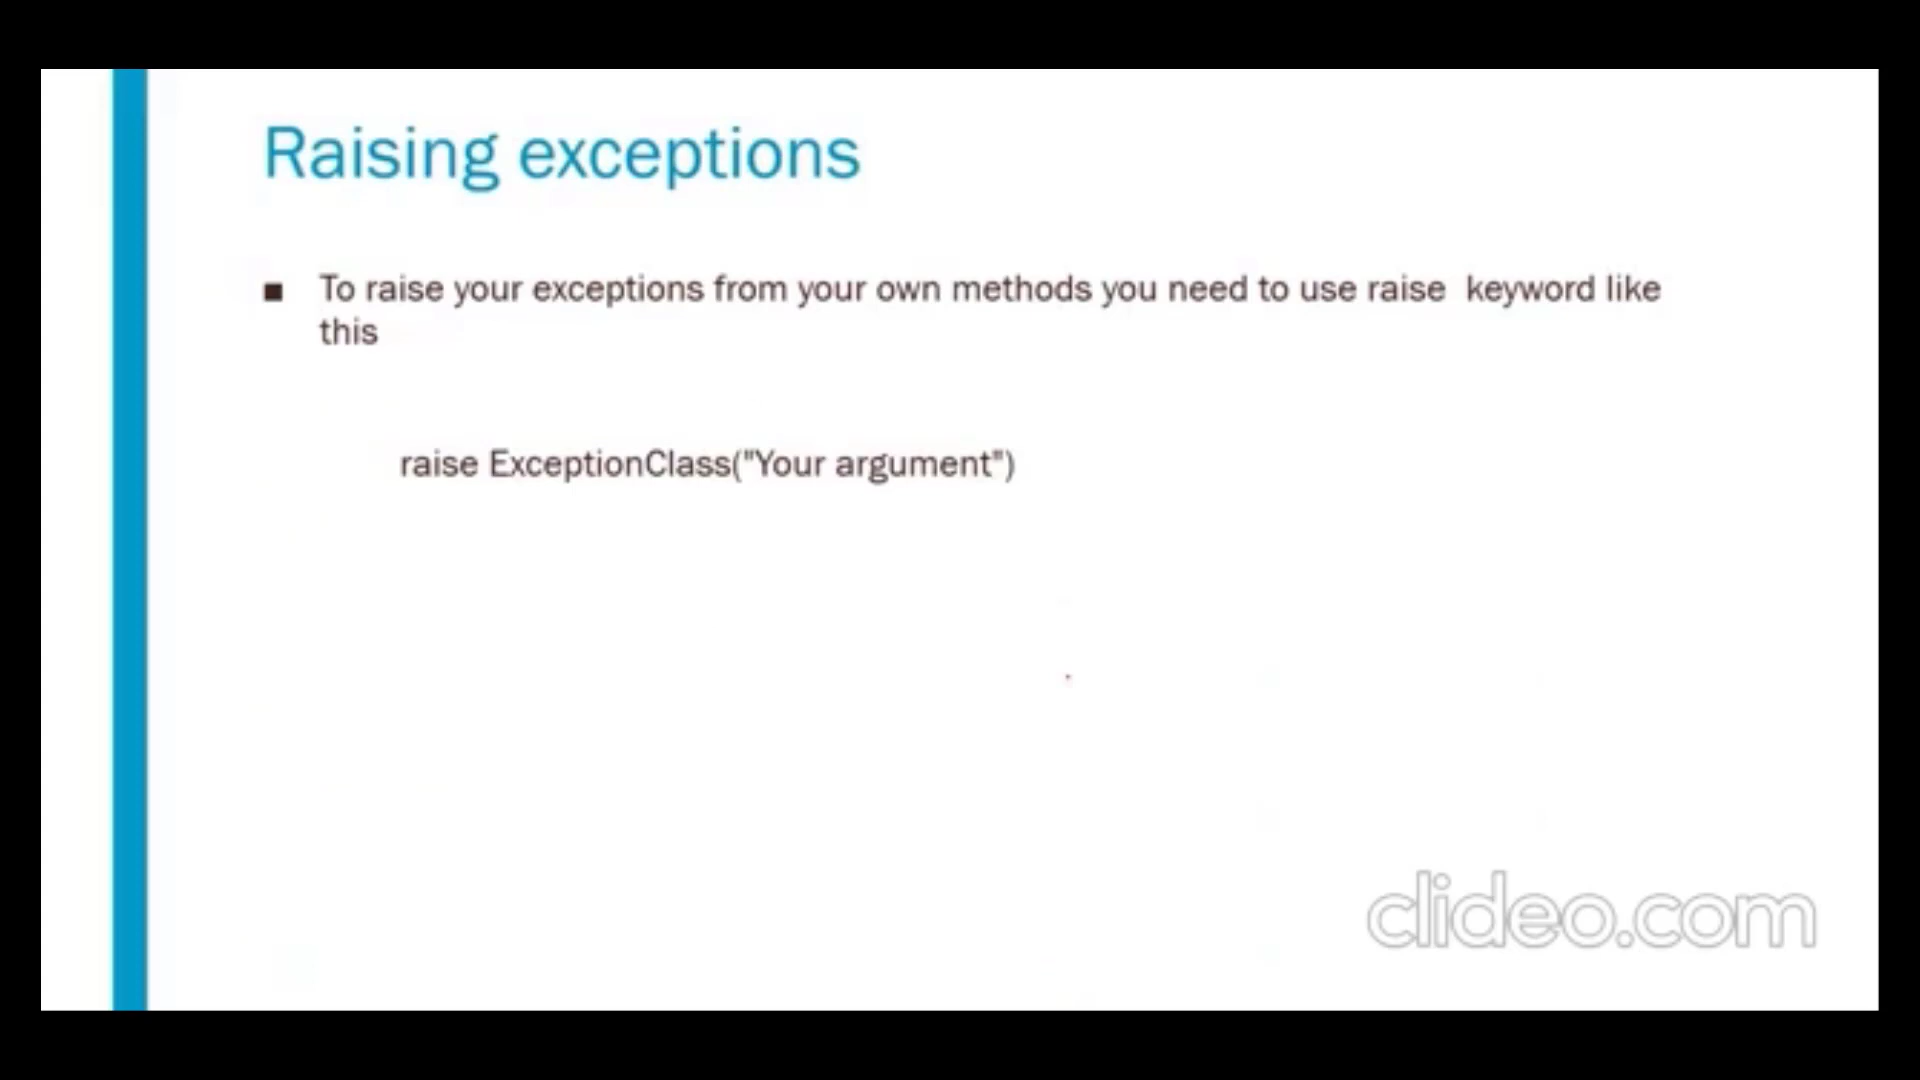 Raising exceptions
■ To raise your exceptions from your own methods you need to use raise  keyword like
this
raise ExceptionClass("Your argument")
clideo.com